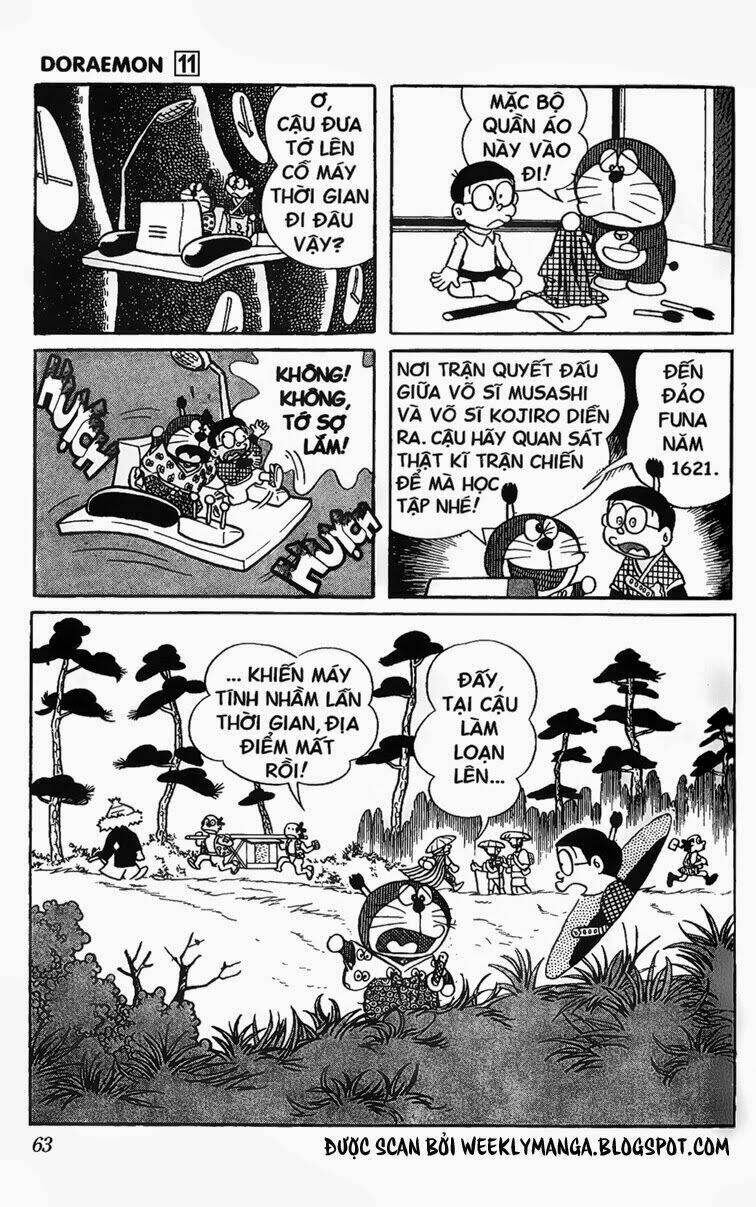 DORAEMON 11
MẶC BỘ
QUẦN ÁO
NÀY VÀO
ĐI!
Ơ,
CẬU ĐƯA
TỚ LÊN
CỖ MÁY
THỜI GIAN
ĐI ĐÂU
VẬY?
ĐẾN
ĐẢO
FUNA
NĂM
1621.
NƠI TRẬN QUYẾT ĐẤU
GIỮA VÕ SĨ MUSASHI
VÀ VÕ SĨ KOJIRO DIỄN
RA. CẬU HÃY QUAN SÁT
THẬT KĨ TRẬN CHIẾN
ĐỂ MÀ HỌC
TẬP NHÉ!
KHÔNG!
KHÔNG,
TỚ SỢ
LẮM!
HUỊCH
HUỊCH
ĐẤY,
TẠI CẬU
LÀM
LOẠN
LÊN...
... KHIẾN MÁY
TÍNH NHẦM LẪN
THỜI GIAN, ĐỊA
ĐIỂM MẤT
RỒI!
63
ĐƯỢC SCAN BỞI WEEKLYMANGA.BLOGSPOT.COM